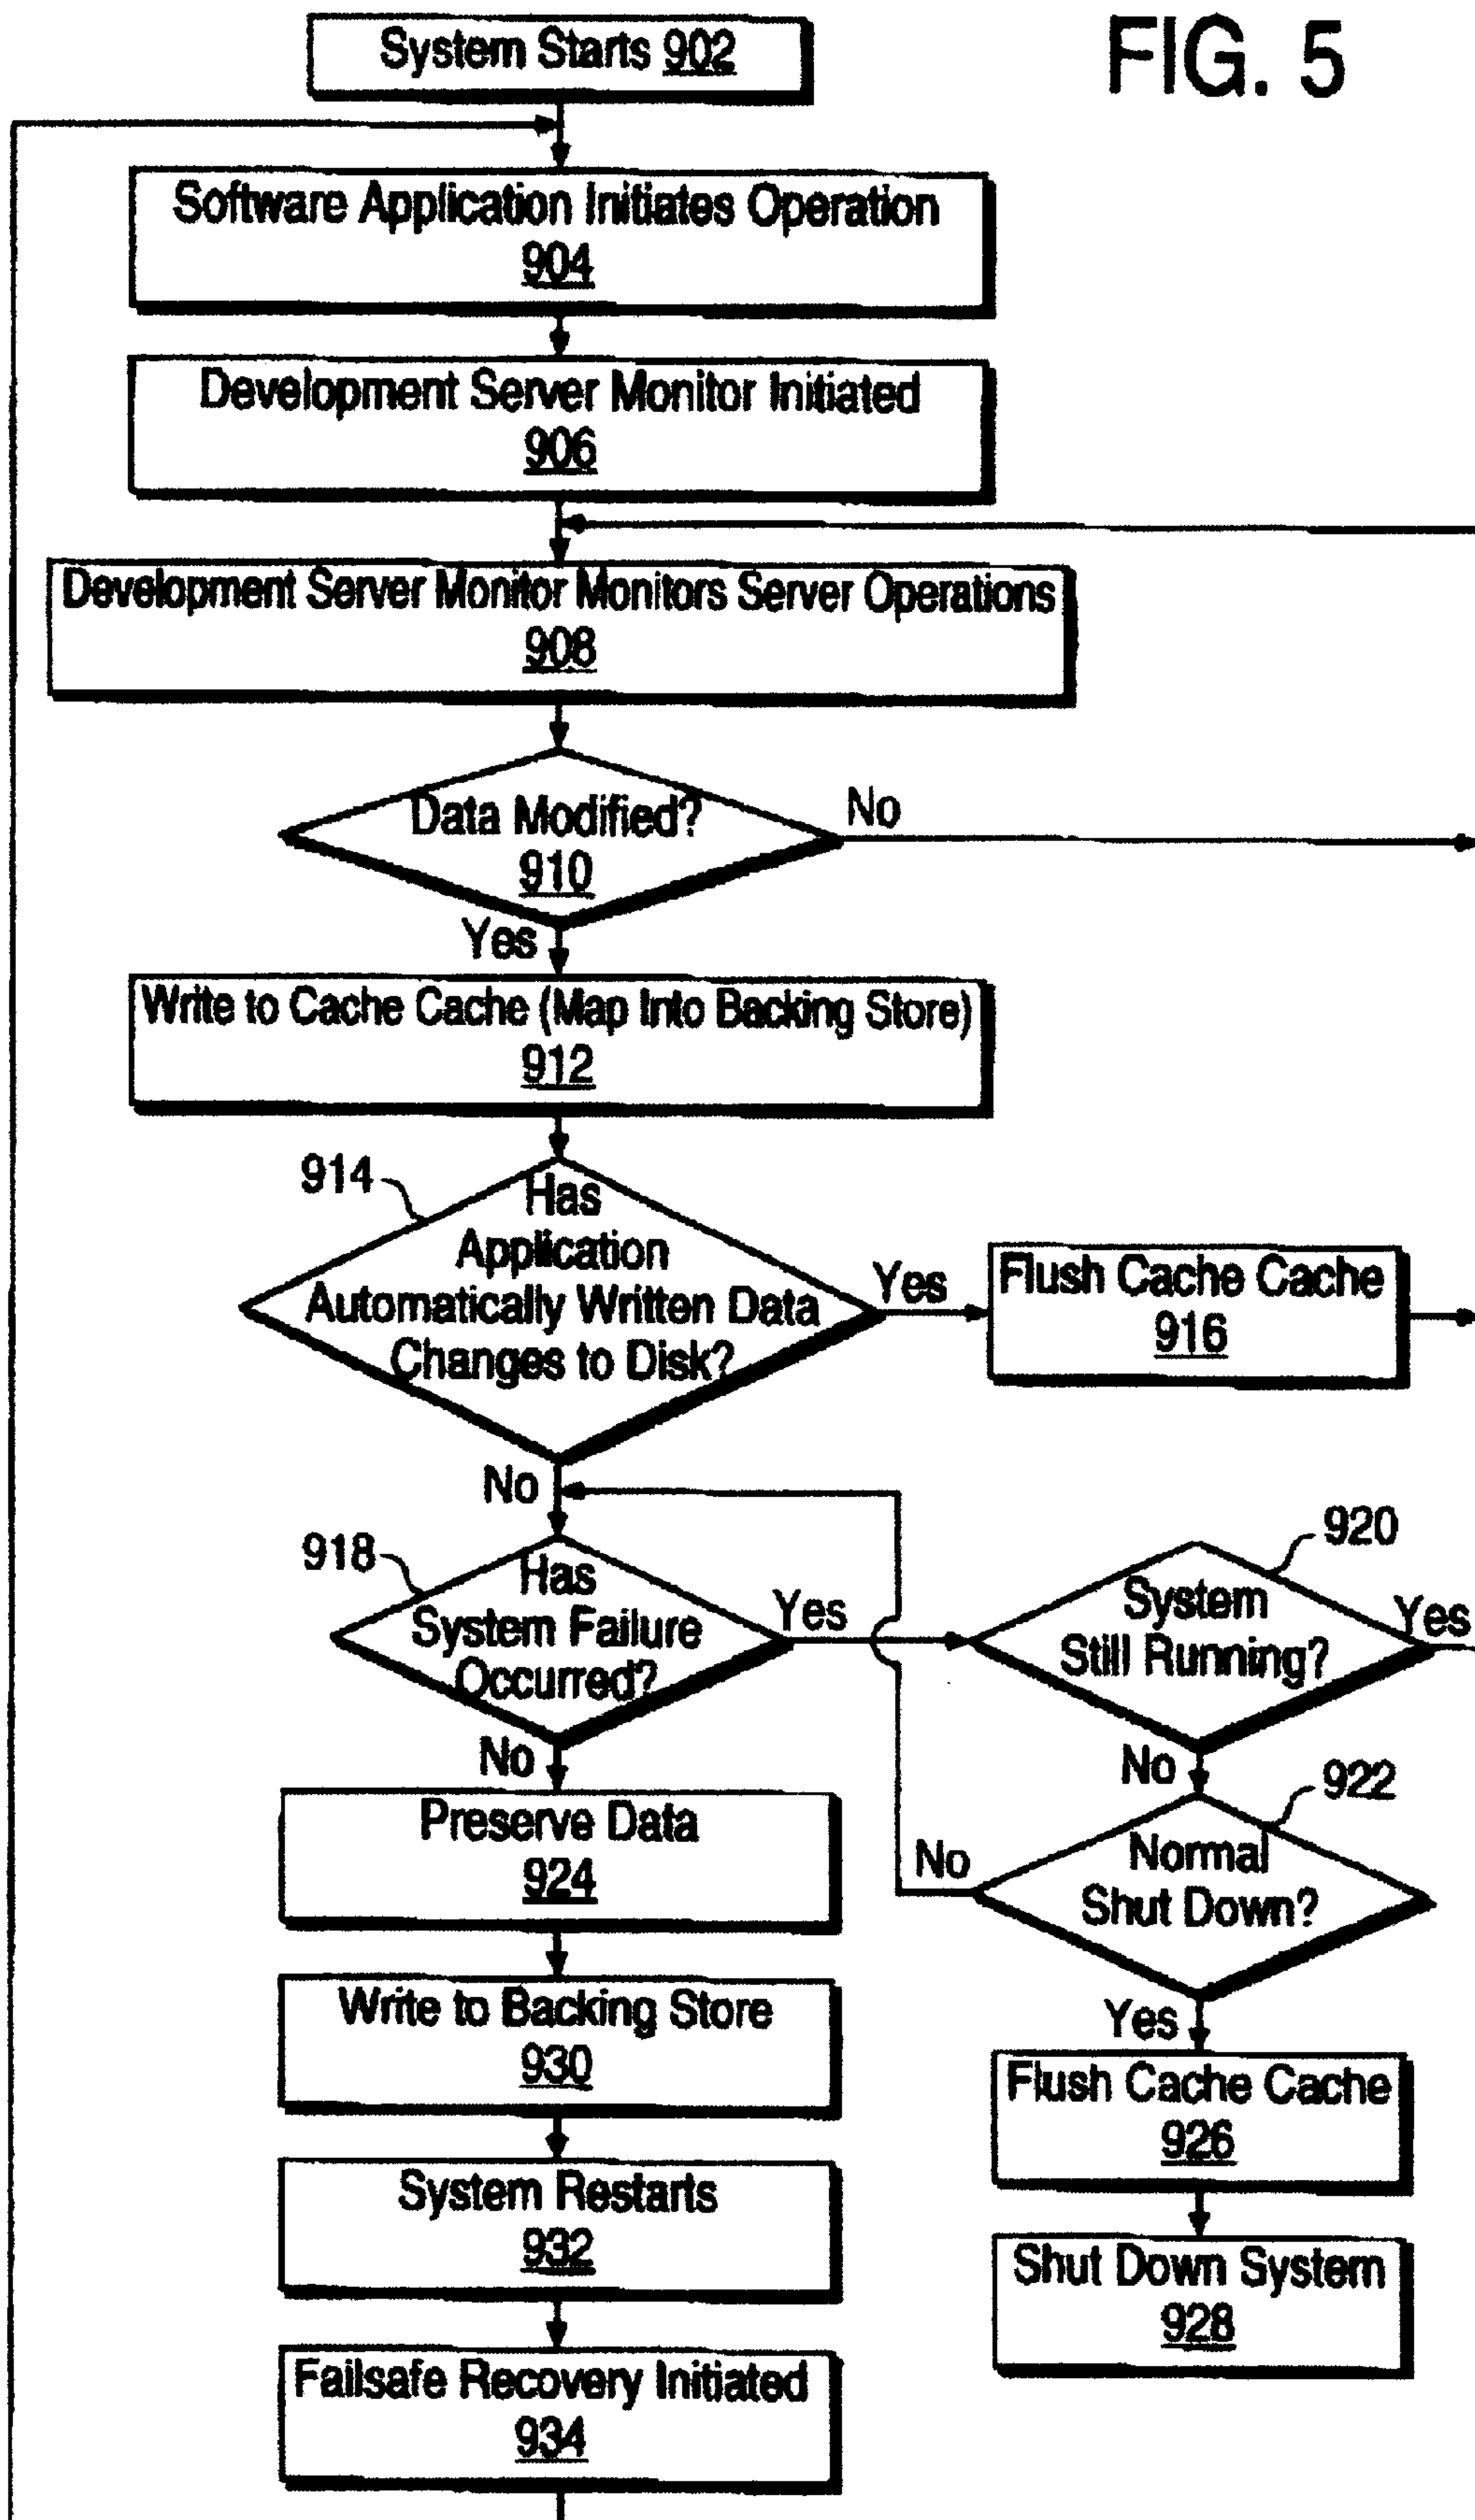 FIG. 5
System Starts 902
Software Application Initiates Operation
904
Development Server Monitor Initiated
906
Development Server Monitor Monitors Server Operations
908
Data Modified?
910
No
Yes
Write to Cache Cache (Map Into Backing Store)
912
914
Has
Application
Automatically Written Data
Changes to Disk?
Yes
Flush Cache Cache
916
No
918
Has
System Failure
Occurred?
Yes
920
System
Still Running?
Yes
No
No
922
Normal
Shut Down?
No
Yes
Preserve Data
924
Write to Backing Store
930
Flush Cache Cache
926
System Restarts
932
Shut Down System
928
Failsafe Recovery Initiated
934